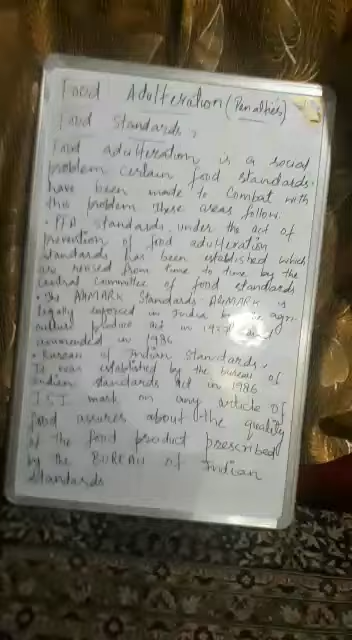 Food Adulteration (Penalties)
Food Standards,
Food adulteration is a social
problem certain food standards
have been made to Combat with
this problem These areas follow.
• PFA Standards. under the act of
prevention of food adulteration
standards has been established which
are revised from time to time by the
central committee of food standards
• The AGMARK Standards AGMARK is
legally enforced in India by the agri-
culture produce act in and
ammended in 1986
• Bureau of Indian Standards.
It was established by the bureau of
Indian standards Act in 1986
ISI mark on any article of
food assures about the quality
of the food product prescribed
by the BUREAU of Indian
Standards